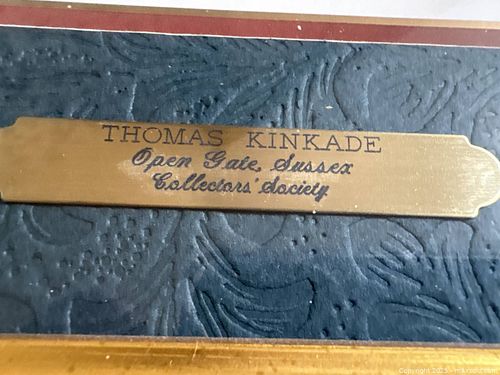 THOMAS KINKADE
Open Gate, Sussex
Collectors' Society